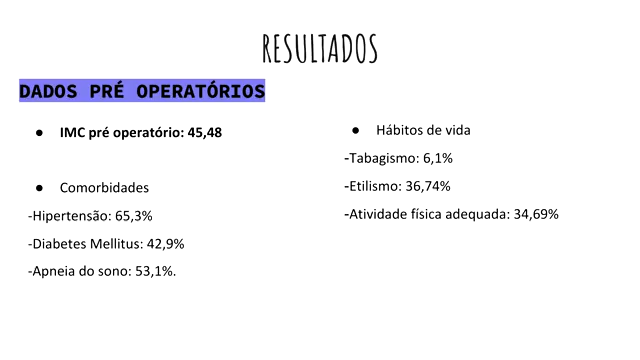 RESULTADOS
DADOS PRÉ OPERATÓRIOS
● IMC pré operatório: 45,48
● Comorbidades
-Hipertensão: 65,3%
-Diabetes Mellitus: 42,9%
-Apneia do sono: 53,1%.
● Hábitos de vida
-Tabagismo: 6,1%
-Etilismo: 36,74%
-Atividade física adequada: 34,69%